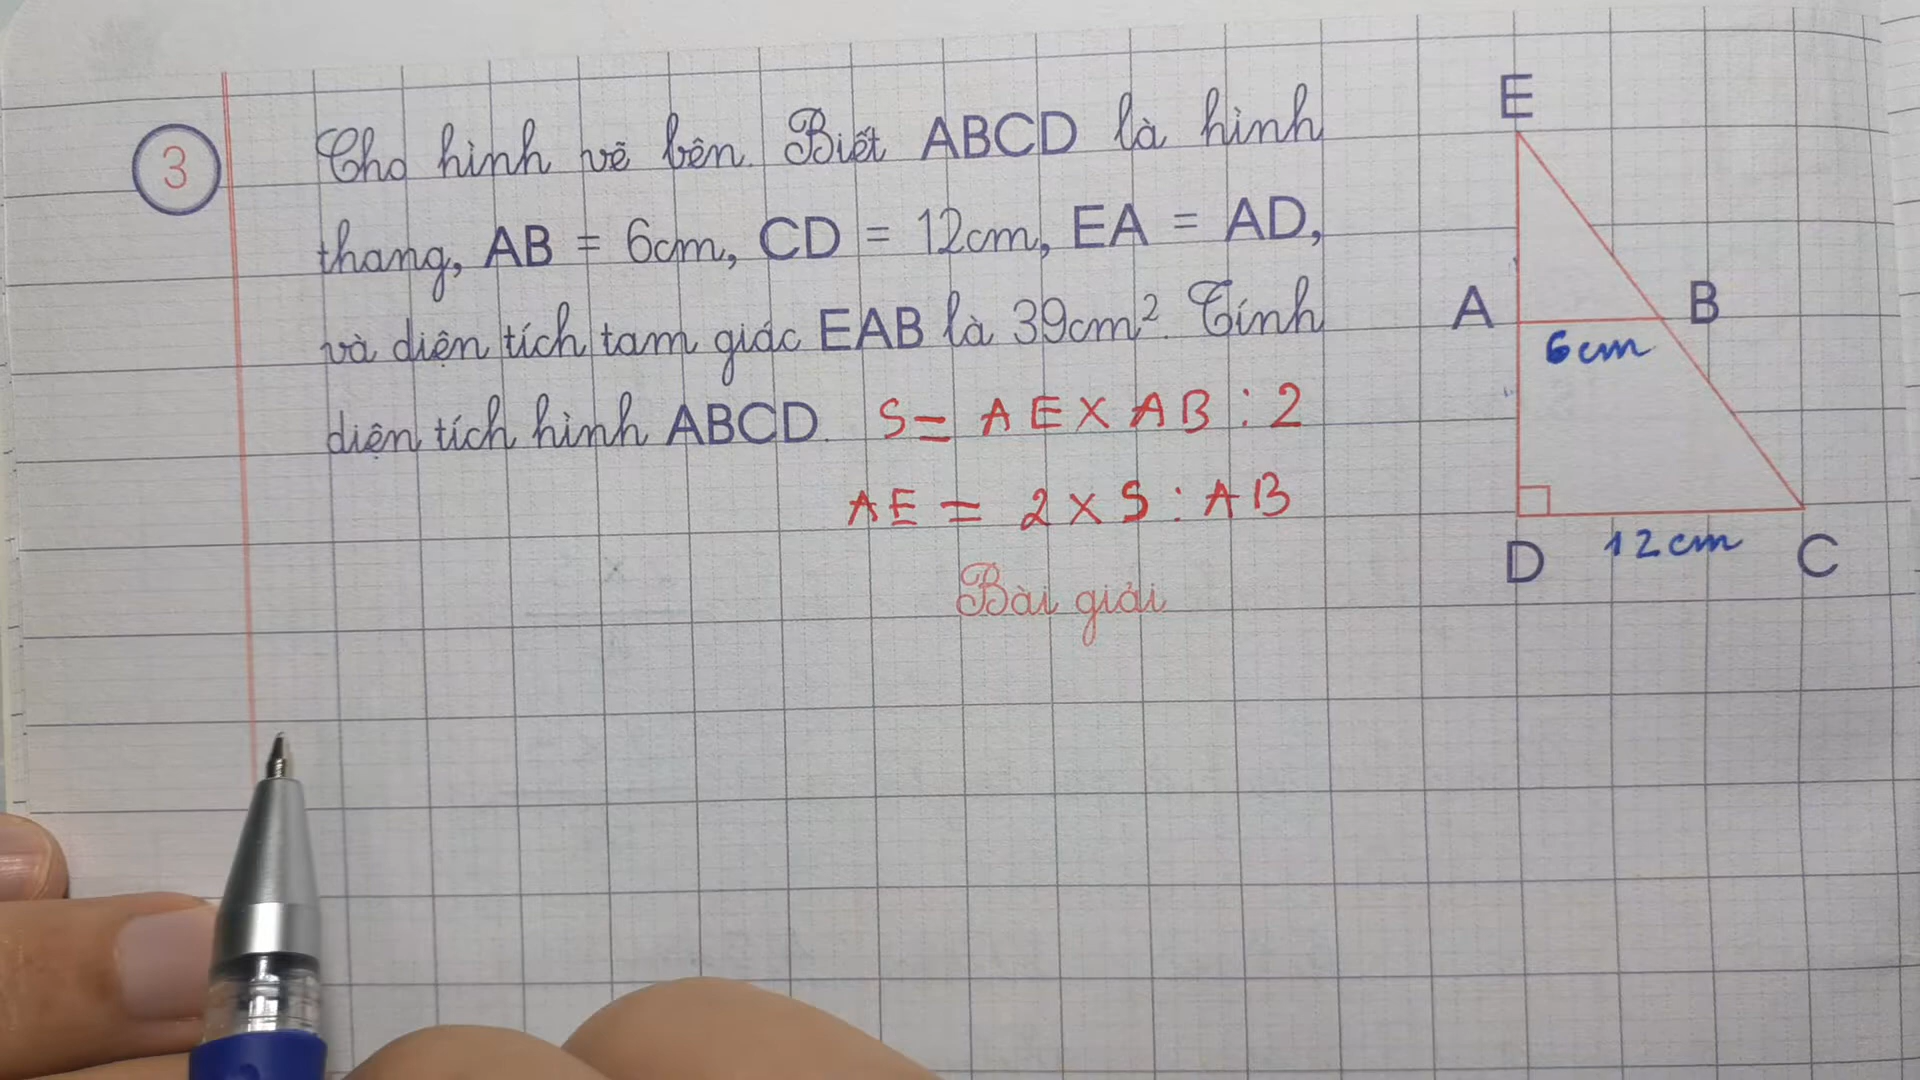 3
Cho hình vẽ bên. Biết ABCD là hình
thang, AB = 6cm, CD = 12cm, EA = AD,
và diện tích tam giác EAB là 39cm². Tính
diện tích hình ABCD.
S = AE X AB : 2
AE = 2 X S : AB
Bài giải
E
A
B
6cm
D
12cm
C